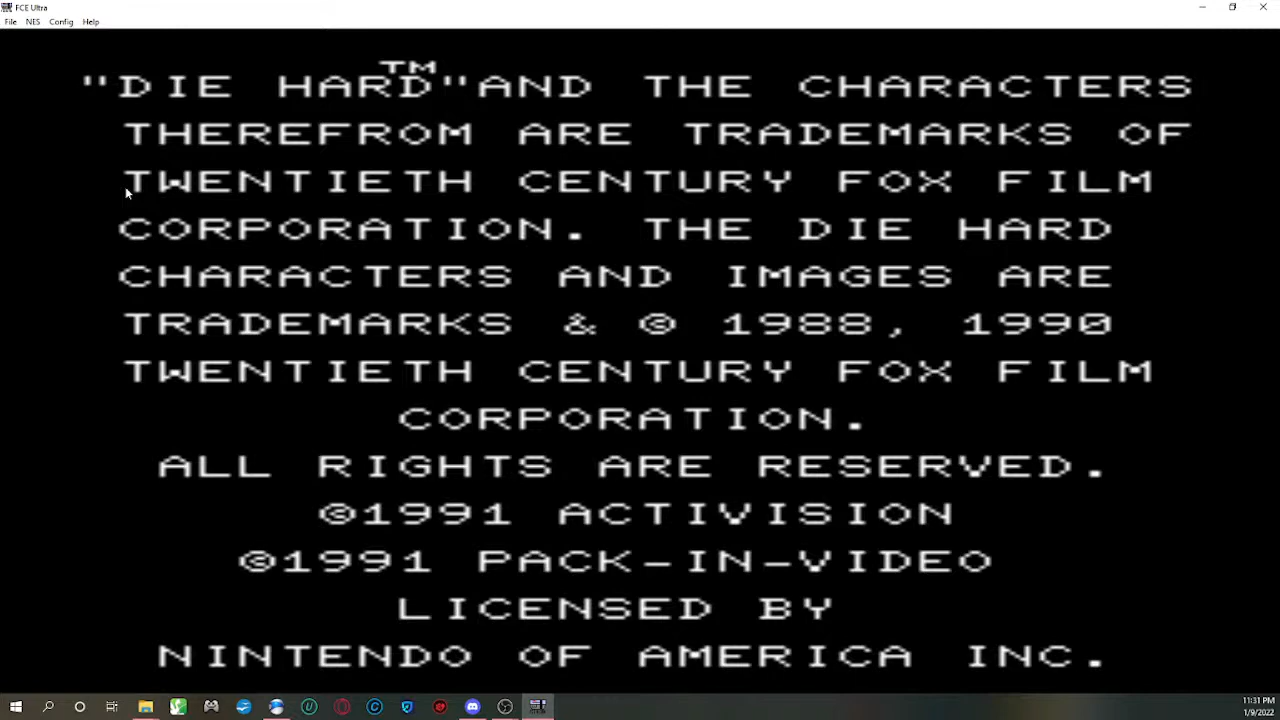 FCE Ultra
File NES Config Help
"DIE HARD™"AND THE CHARACTERS
THEREFROM ARE TRADEMARKS OF
TWENTIETH CENTURY FOX FILM
CORPORATION. THE DIE HARD
CHARACTERS AND IMAGES ARE
TRADEMARKS & © 1988, 1990
TWENTIETH CENTURY FOX FILM
CORPORATION.
ALL RIGHTS ARE RESERVED.
©1991 ACTIVISION
©1991 PACK-IN-VIDEO
LICENSED BY
NINTENDO OF AMERICA INC.
11:31 PM
1/9/2022